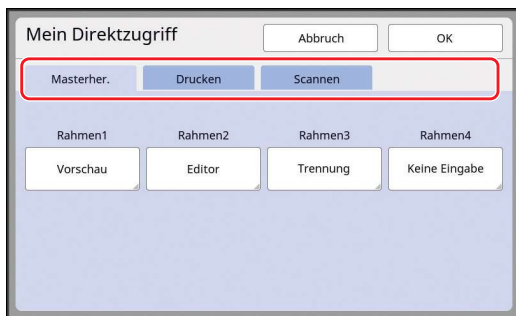 Mein Direktzugriff Abbruch OK
Masterher. Drucken Scannen
Rahmen1 Rahmen2 Rahmen3 Rahmen4
Vorschau Editor Trennung Keine Eingabe